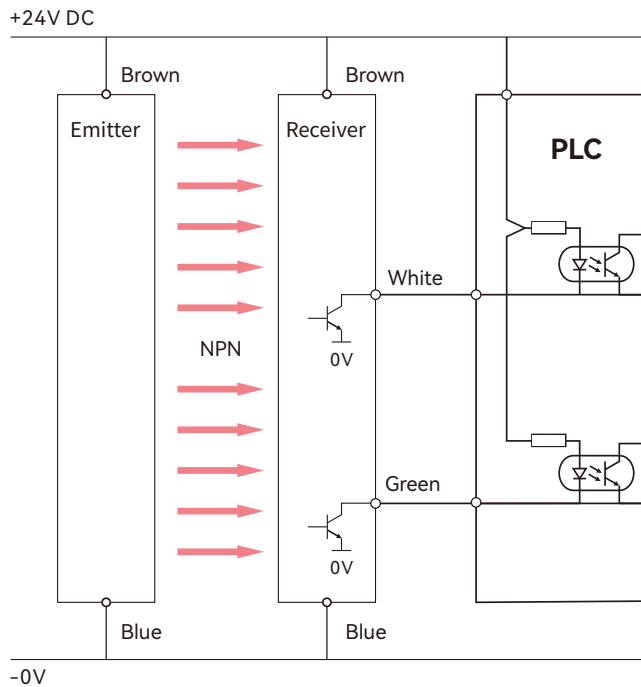 +24V DC
Brown
Brown
Emitter
Receiver
PLC
White
NPN
0V
Green
0V
Blue
Blue
-0V